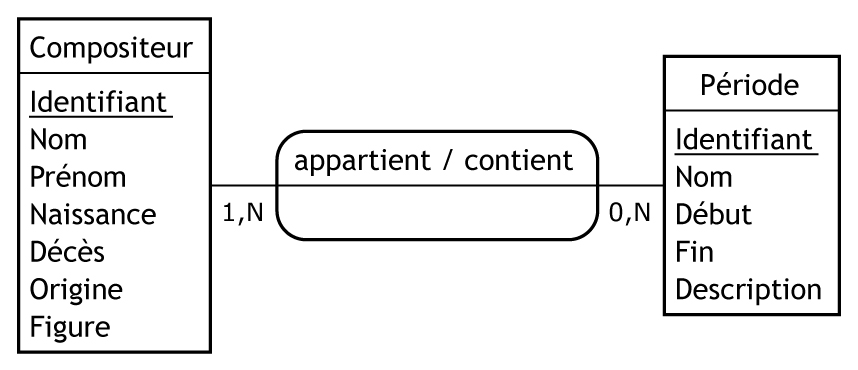 Compositeur
Identifiant
Nom
Prénom
Naissance
Décès
Origine
Figure
appartient / contient
1,N
0,N
Période
Identifiant
Nom
Début
Fin
Description